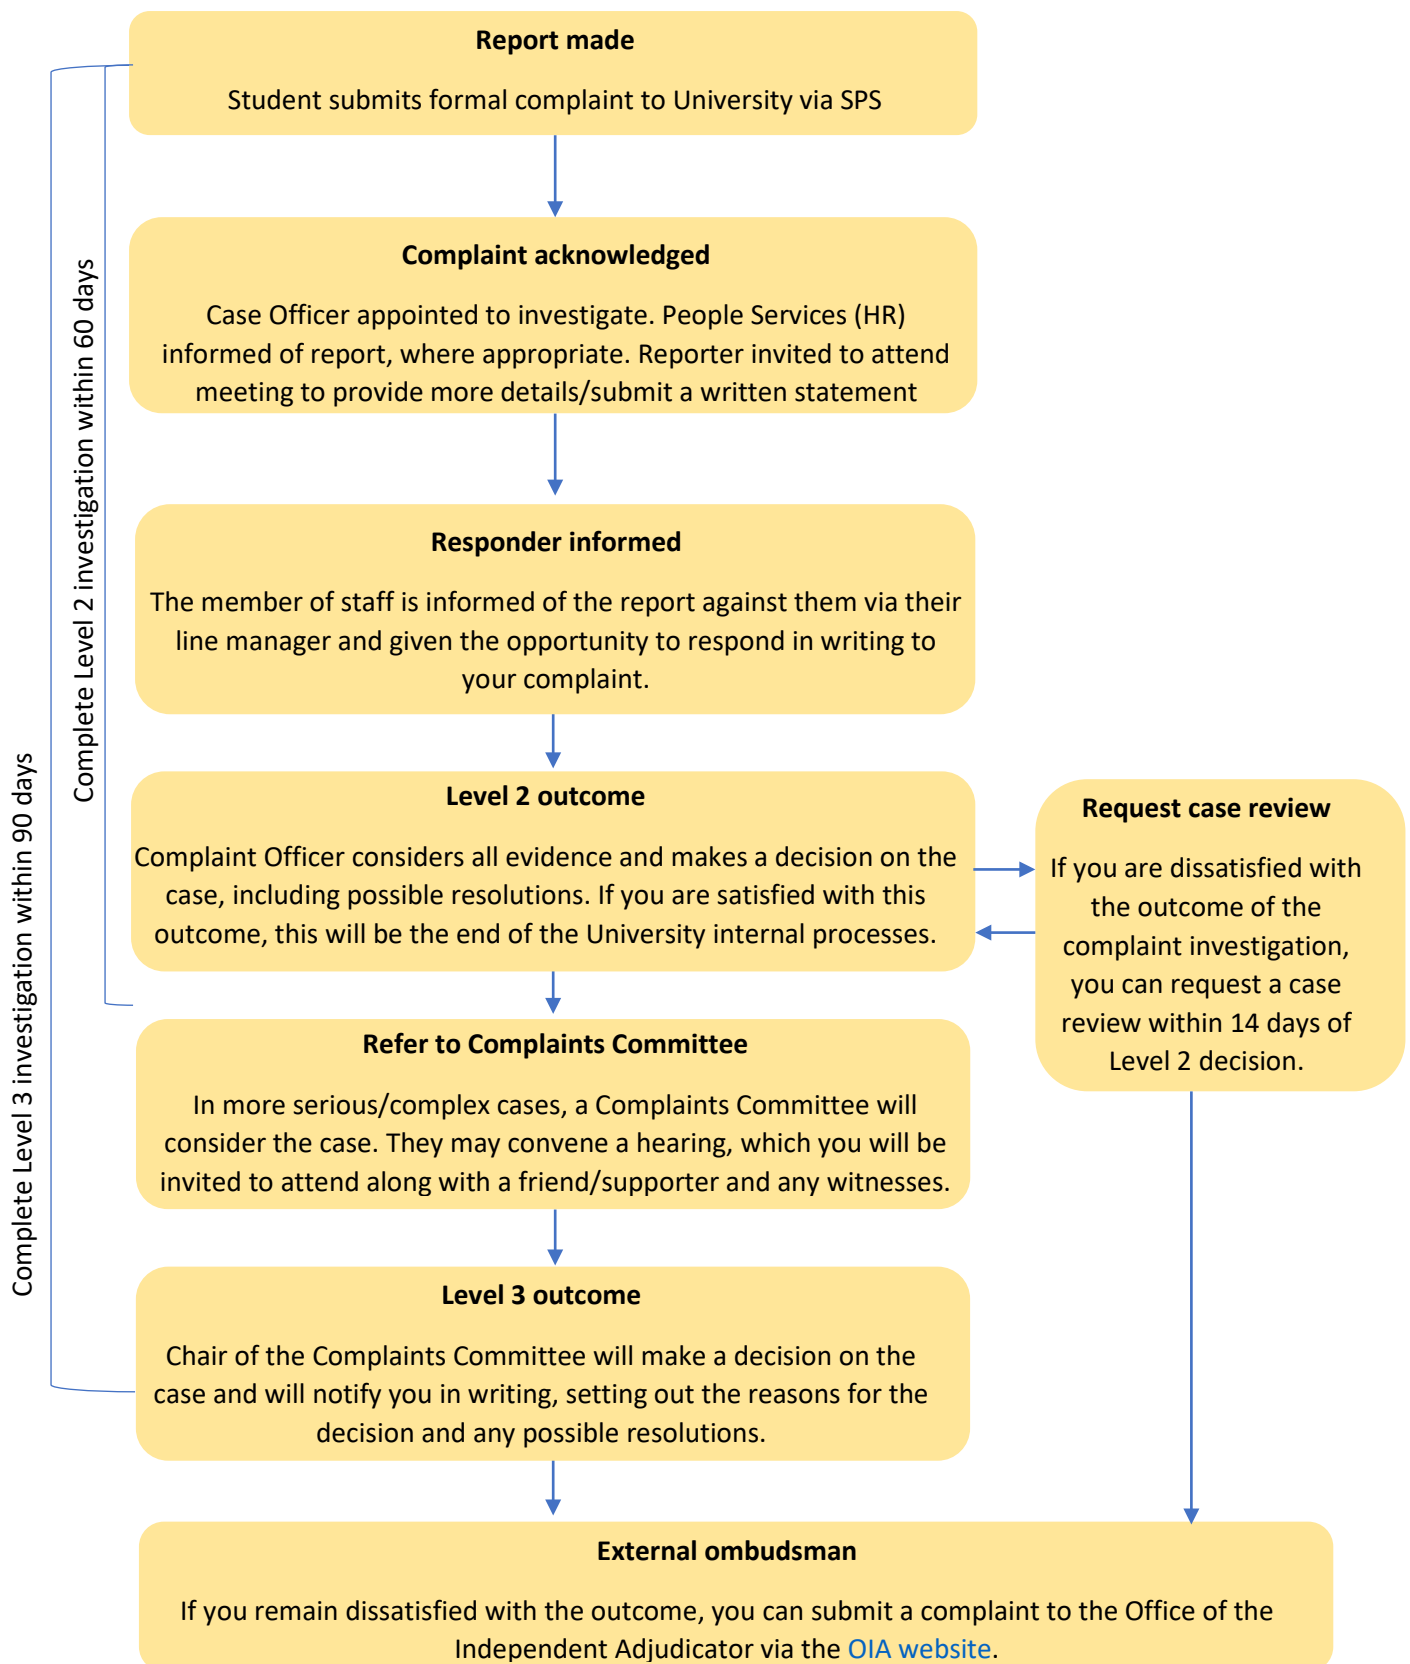 Report made
Student submits formal complaint to University via SPS
Complaint acknowledged
Case Officer appointed to investigate. People Services (HR)
informed of report, where appropriate. Reporter invited to attend
meeting to provide more details/submit a written statement
Responder informed
The member of staff is informed of the report against them via their
line manager and given the opportunity to respond in writing to
your complaint.
Level 2 outcome
Complaint Officer considers all evidence and makes a decision on the
case, including possible resolutions. If you are satisfied with this
outcome, this will be the end of the University internal processes.
Request case review
If you are dissatisfied with
the outcome of the
complaint investigation,
you can request a case
review within 14 days of
Level 2 decision.
Refer to Complaints Committee
In more serious/complex cases, a Complaints Committee will
consider the case. They may convene a hearing, which you will be
invited to attend along with a friend/supporter and any witnesses.
Level 3 outcome
Chair of the Complaints Committee will make a decision on the
case and will notify you in writing, setting out the reasons for the
decision and any possible resolutions.
External ombudsman
If you remain dissatisfied with the outcome, you can submit a complaint to the Office of the
Independent Adjudicator via the OIA website.
Complete Level 2 investigation within 60 days
Complete Level 3 investigation within 90 days